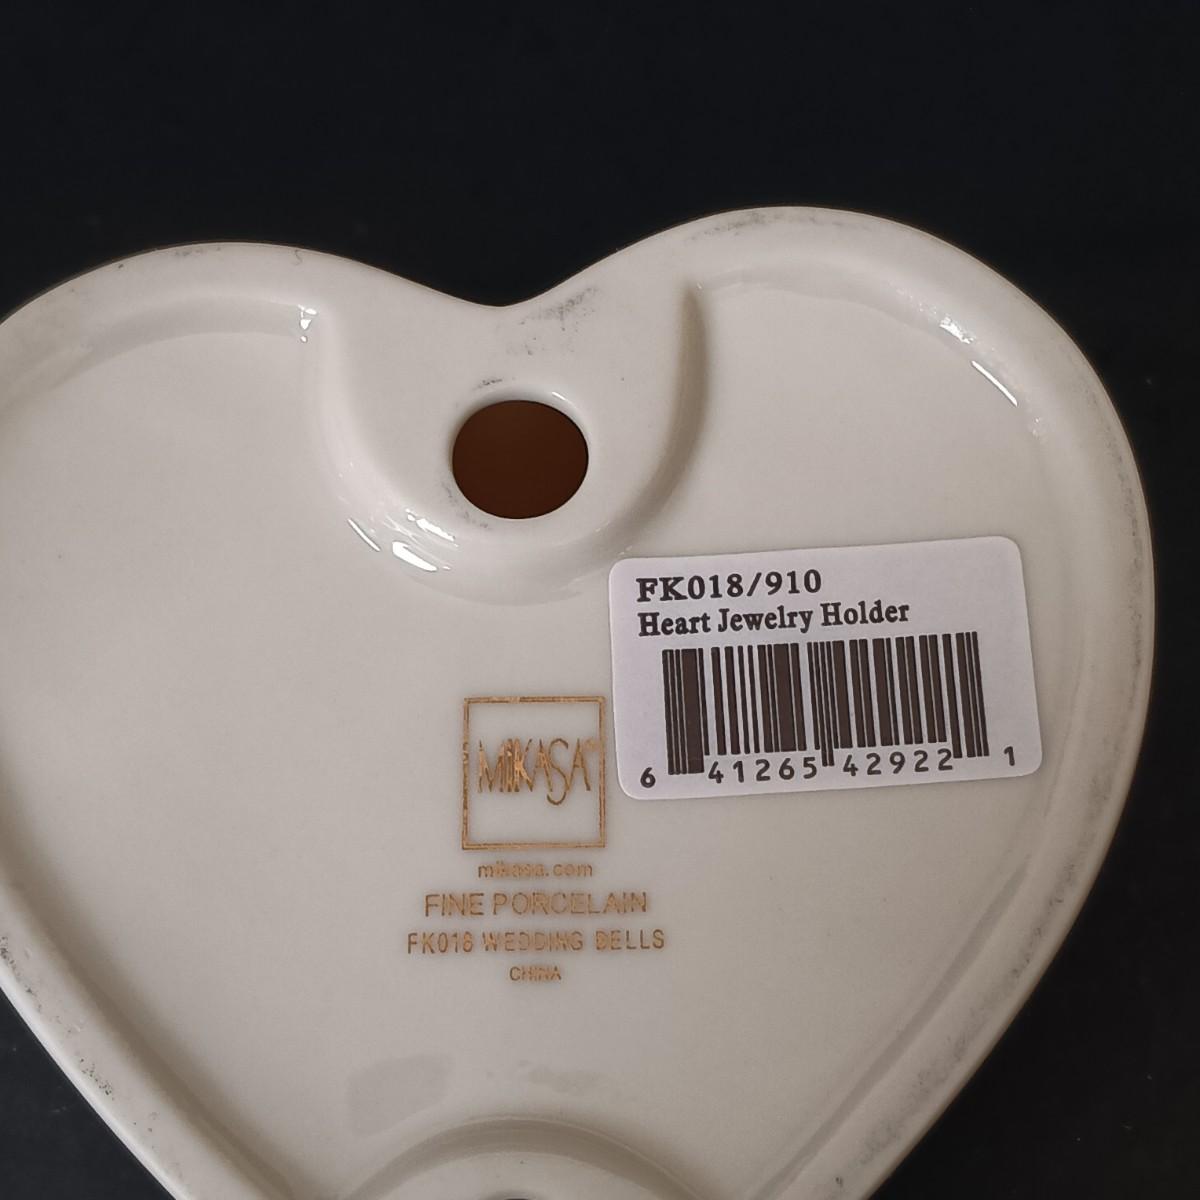 FK018/910
Heart Jewelry Holder
6 41265 42922 1
MIKASA
mikasa.com
FINE PORCELAIN
FK018 WEDDING BELLS
CHINA